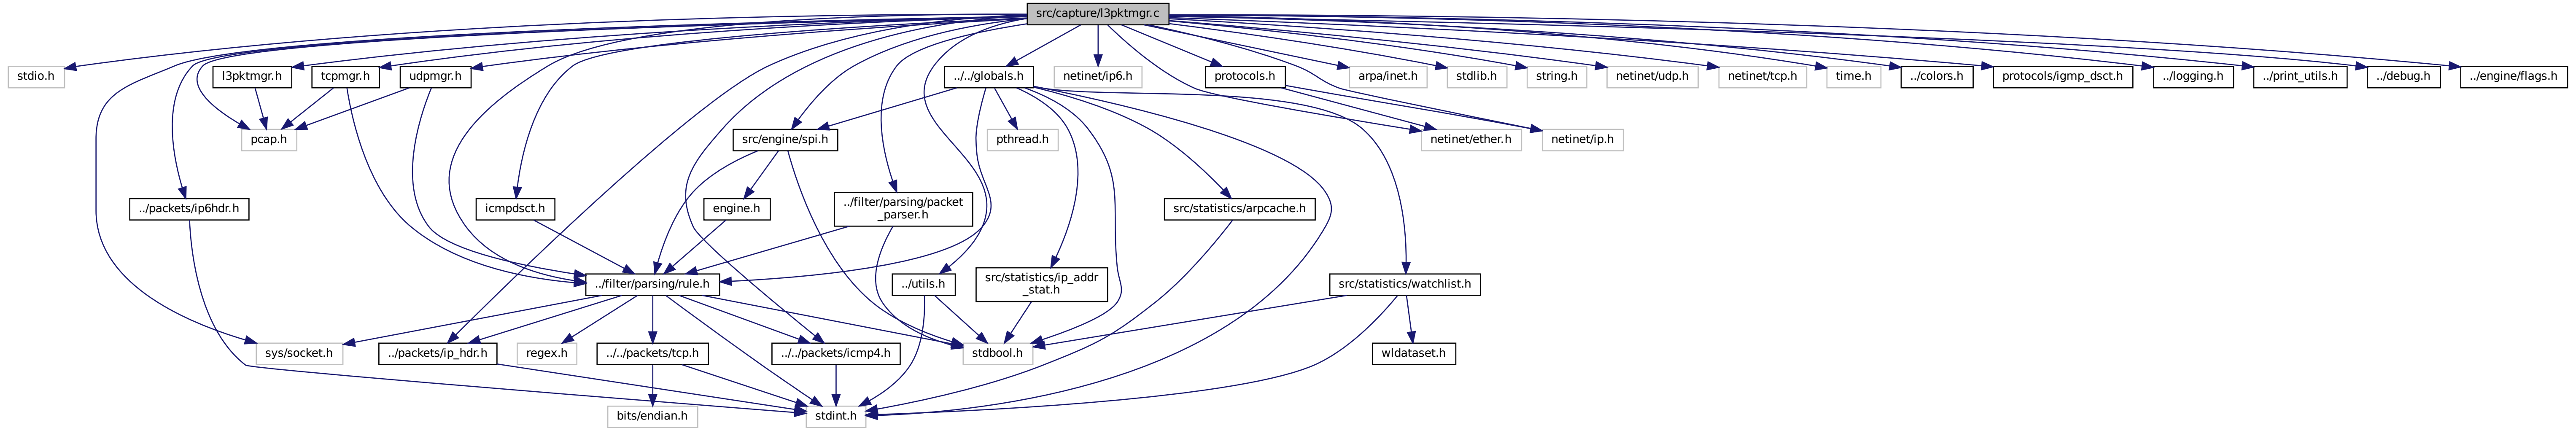 src/capture/l3pktmgr.c
stdio.h
l3pktmgr.h
tcpmgr.h
udpmgr.h
../../globals.h
netinet/ip6.h
protocols.h
arpa/inet.h
stdlib.h
string.h
netinet/udp.h
netinet/tcp.h
time.h
../colors.h
protocols/igmp_dsct.h
../logging.h
../print_utils.h
../debug.h
../engine/flags.h
pcap.h
src/engine/spi.h
pthread.h
netinet/ether.h
netinet/ip.h
../packets/ip6hdr.h
icmpdsct.h
engine.h
../filter/parsing/packet
_parser.h
src/statistics/arpcache.h
../filter/parsing/rule.h
../utils.h
src/statistics/ip_addr
_stat.h
src/statistics/watchlist.h
sys/socket.h
../packets/ip_hdr.h
regex.h
../../packets/tcp.h
../../packets/icmp4.h
stdbool.h
wldataset.h
bits/endian.h
stdint.h